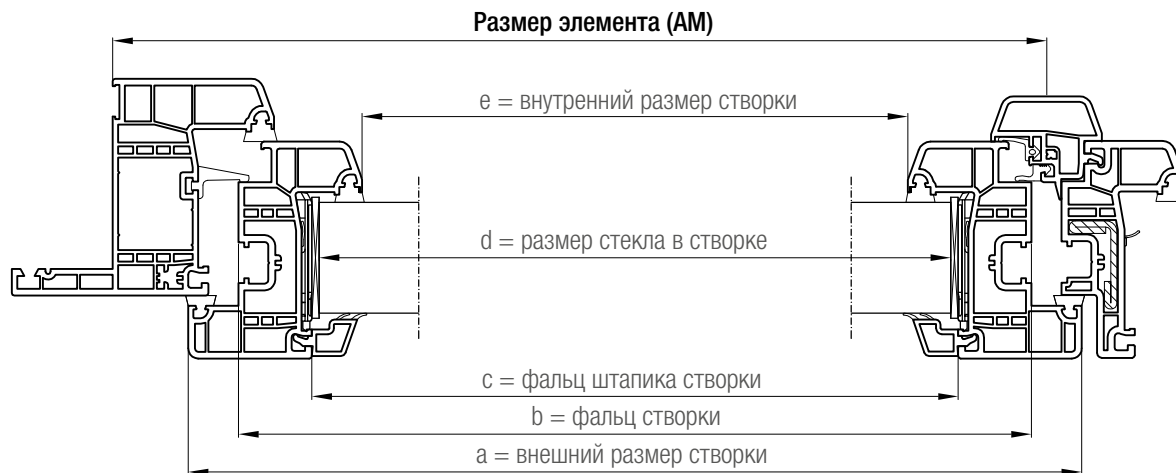 Размер элемента (AM)
e = внутренний размер створки
d = размер стекла в створке
c = фальц штапика створки
b = фальц створки
a = внешний размер створки